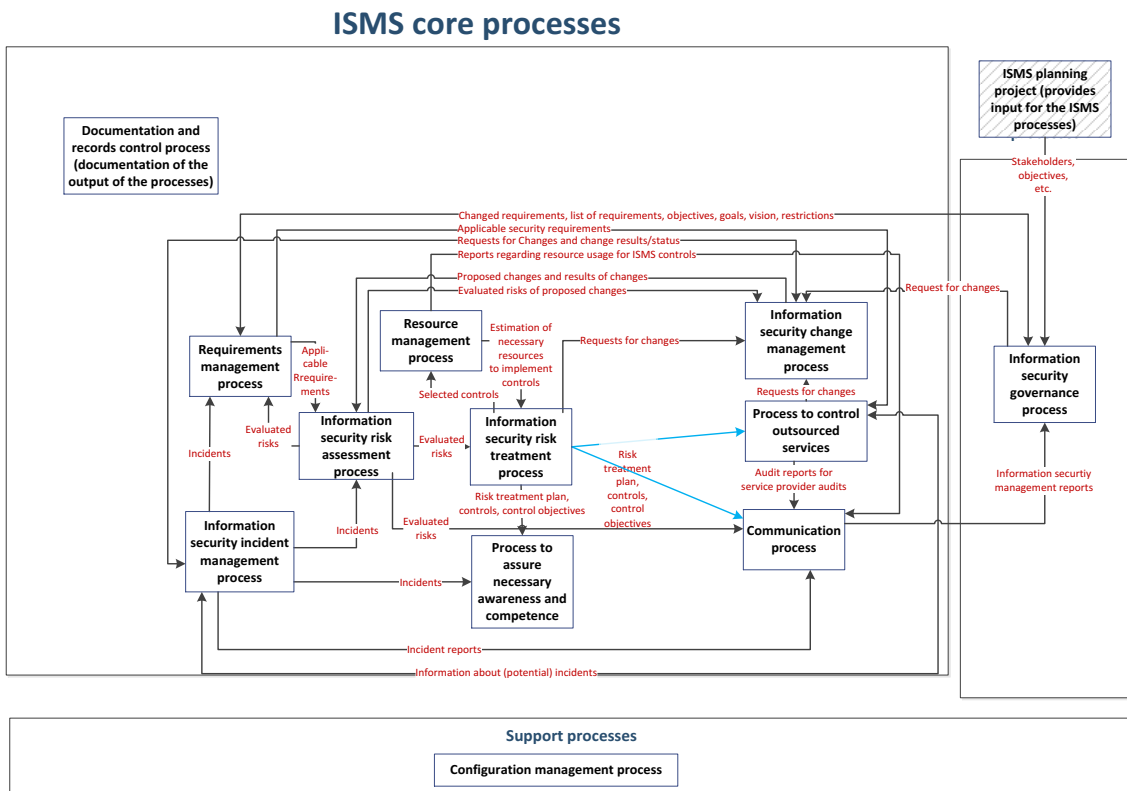 ISMS core processes
ISMS planning
project (provides
input for the ISMS
processes)
Documentation and
records control process
(documentation of the
output of the processes)
Stakeholders,
objectives,
etc.
Changed requirements, list of requirements, objectives, goals, vision, restrictions
Applicable security requirements
Requests for Changes and change results/status
Reports regarding resource usage for ISMS controls
Proposed changes and results of changes
Evaluated risks of proposed changes
Request for changes
Resource
management
process
Estimation of
necessary
resources
to implement
controls
Information
security change
management
process
Requests for changes
Requirements
management
process
Appli-
cable
Rrequire-
ments
Information
security
governance
process
Selected controls
Requests for changes
Evaluated
risks
Information
security risk
assessment
process
Evaluated
risks
Information
security risk
treatment
process
Process to control
outsourced
services
Incidents
Risk
treatment
plan,
controls,
control
objectives
Audit reports for
service provider audits
Information securtiy
management reports
Risk treatment plan,
controls, control objectives
Information
security incident
management
process
Incidents
Evaluated
risks
Communication
process
Process to
assure
necessary
awareness and
competence
Incidents
Incident reports
Information about (potential) incidents
Support processes
Configuration management process